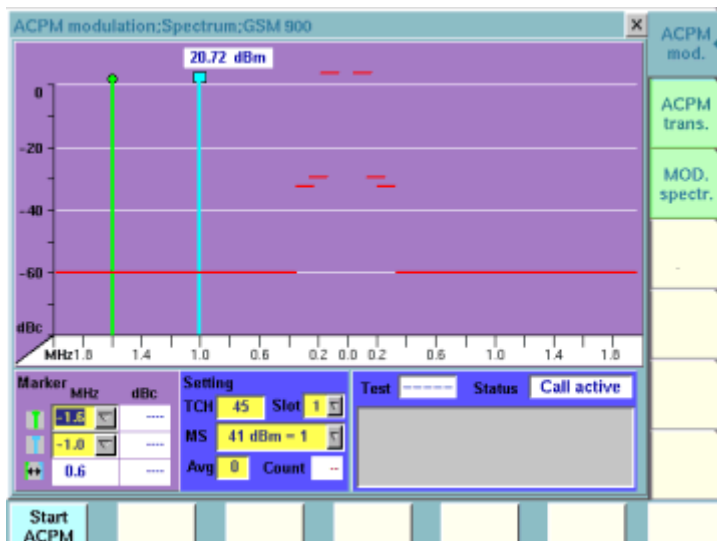 ACPM modulation;Spectrum;GSM 900
ACPM mod.
20.72 dBm
0
ACPM trans.
-20
MOD. spectr.
-40
-60
dBc
MHz 1.8 1.4 1.0 0.6 0.2 0.0 0.2 0.6 1.0 1.4 1.8
Marker
MHz dBc
-1.6 ----
-1.0 ----
0.6 ----
Setting
TCH 45 Slot 1
MS 41 dBm = 1
Avg 0 Count --
Test ----- Status Call active
Start ACPM